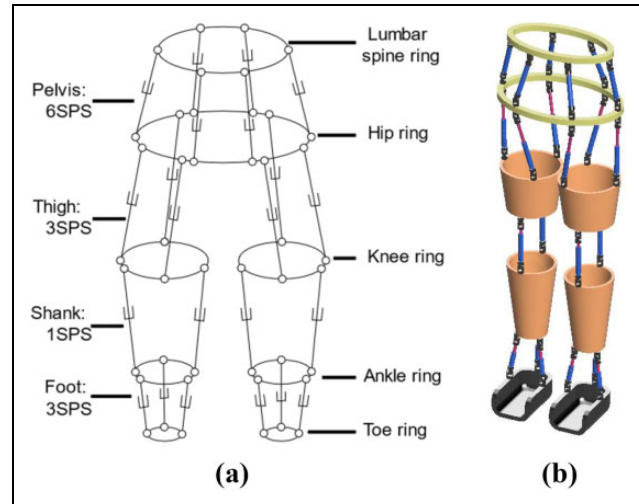 Lumbar
spine ring
Pelvis:
6SPS
Hip ring
Thigh:
3SPS
Knee ring
Shank:
1SPS
Ankle ring
Foot:
3SPS
Toe ring
(a)
(b)